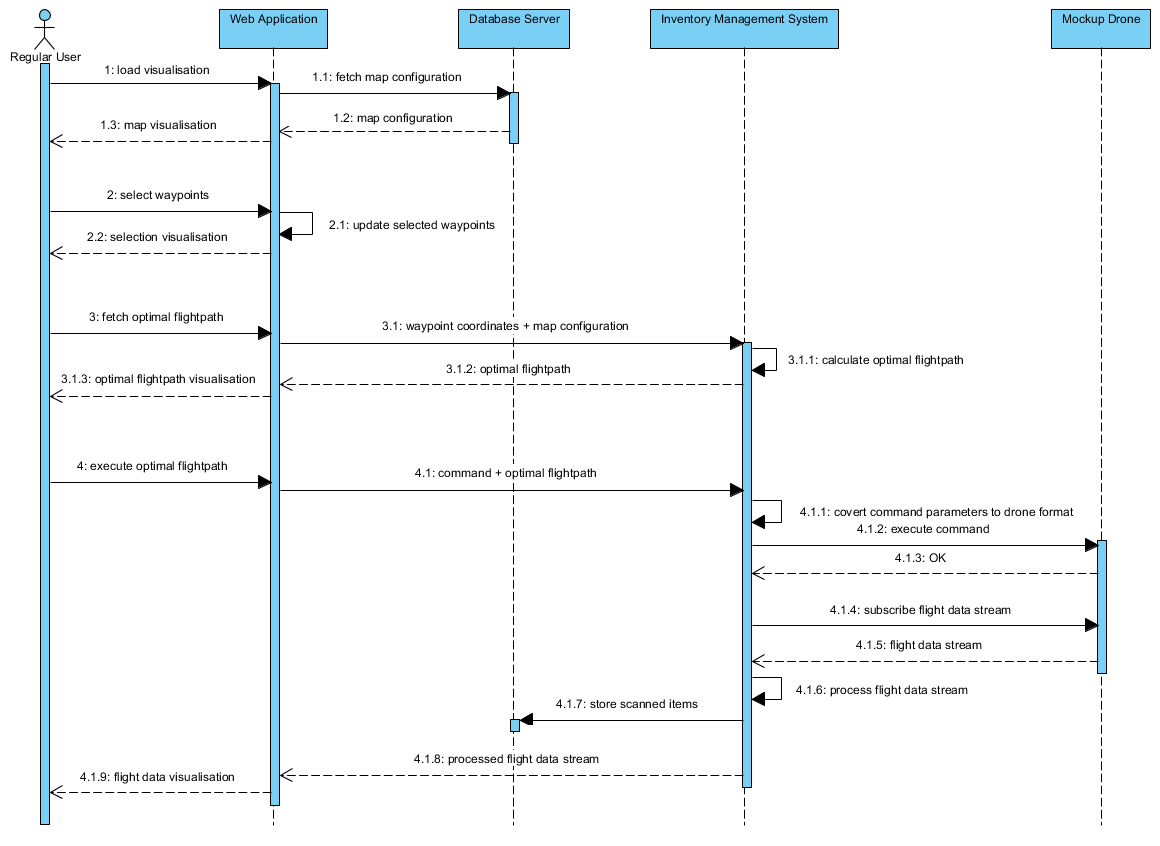 Web Application
Database Server
Inventory Management System
Mockup Drone
Regular User
1: load visualisation
1.1: fetch map configuration
1.2: map configuration
1.3: map visualisation
2: select waypoints
2.1: update selected waypoints
2.2: selection visualisation
3: fetch optimal flightpath
3.1: waypoint coordinates + map configuration
3.1.1: calculate optimal flightpath
3.1.2: optimal flightpath
3.1.3: optimal flightpath visualisation
4: execute optimal flightpath
4.1: command + optimal flightpath
4.1.1: covert command parameters to drone format
4.1.2: execute command
4.1.3: OK
4.1.4: subscribe flight data stream
4.1.5: flight data stream
4.1.6: process flight data stream
4.1.7: store scanned items
4.1.8: processed flight data stream
4.1.9: flight data visualisation